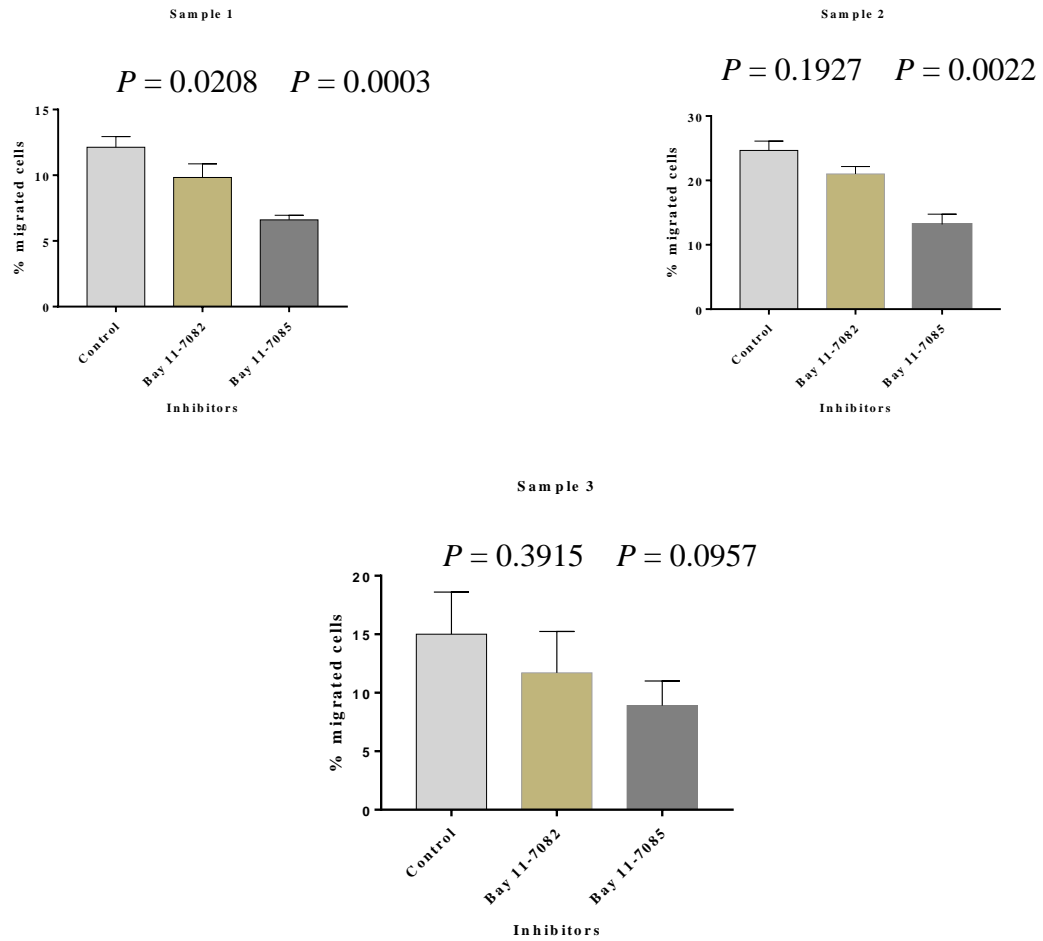 Sample 1
P = 0.0208 P = 0.0003
15
10
5
0
% migrated cells
Control
Bay 11-7082
Bay 11-7085
Inhibitors
Sample 2
P = 0.1927 P = 0.0022
30
20
10
0
% migrated cells
Control
Bay 11-7082
Bay 11-7085
Inhibitors
Sample 3
P = 0.3915 P = 0.0957
20
15
10
5
0
% migrated cells
Control
Bay 11-7082
Bay 11-7085
Inhibitors